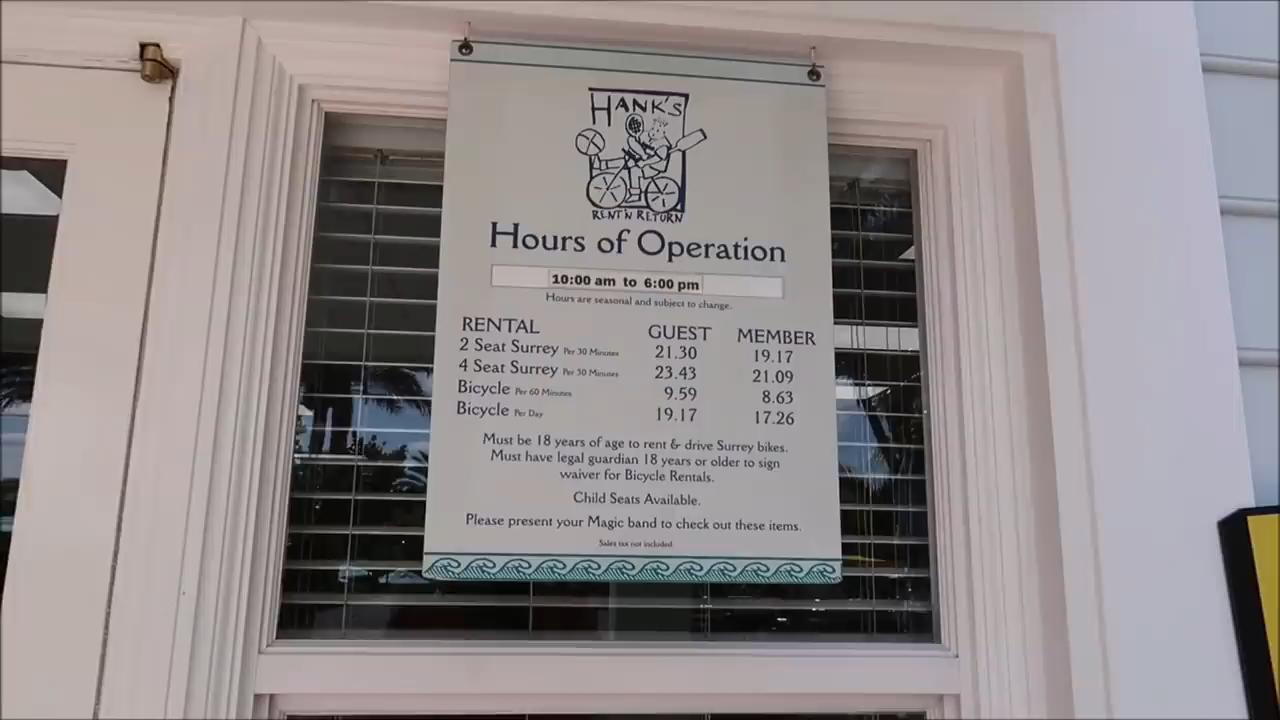 HANK'S
RENT'N RETURN
Hours of Operation
10:00 am to 6:00 pm
Hours are seasonal and subject to change.
RENTAL GUEST MEMBER
2 Seat Surrey Per 30 Minutes 21.30 19.17
4 Seat Surrey Per 30 Minutes 23.43 21.09
Bicycle Per 60 Minutes 9.59 8.63
Bicycle Per Day 19.17 17.26
Must be 18 years of age to rent & drive Surrey bikes.
Must have legal guardian 18 years or older to sign
waiver for Bicycle Rentals.
Child Seats Available.
Please present your Magic band to check out these items.
Sales tax not included